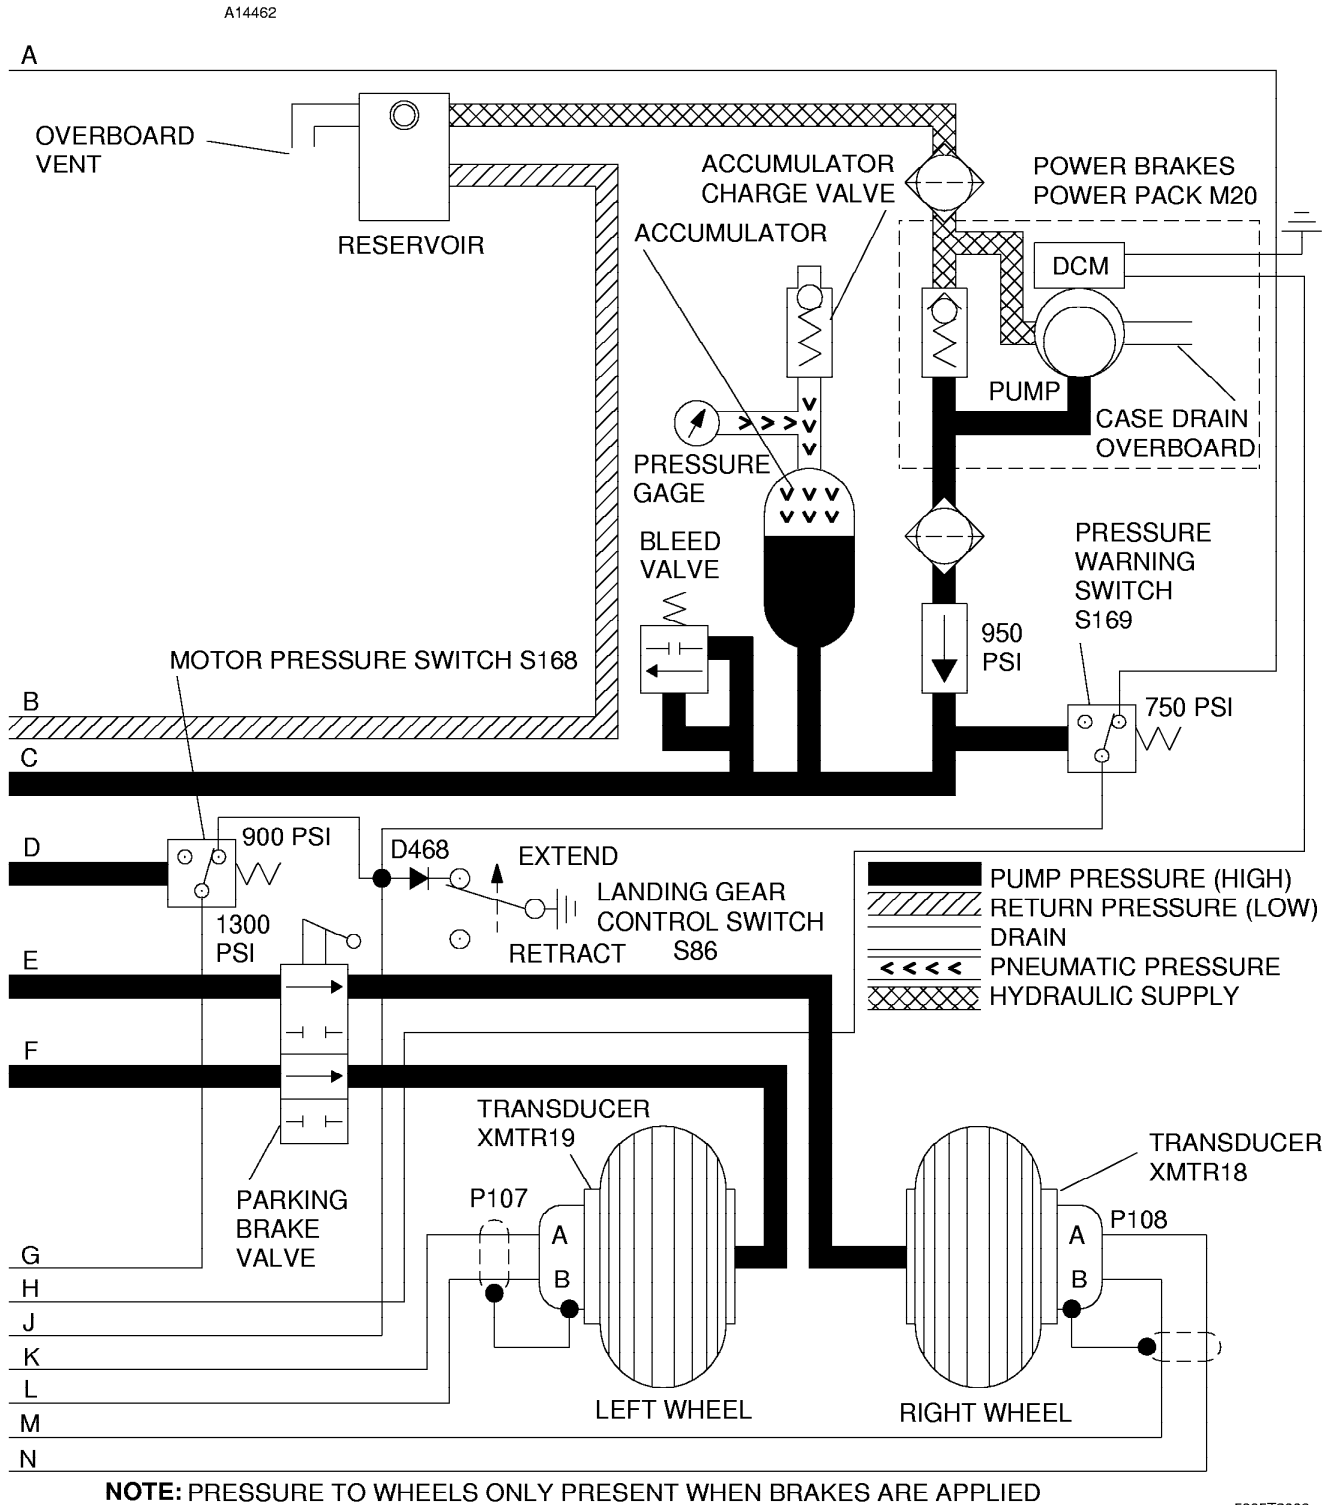 A14462
A
OVERBOARD
VENT
RESERVOIR
ACCUMULATOR
CHARGE VALVE
ACCUMULATOR
POWER BRAKES
POWER PACK M20
DCM
PUMP
CASE DRAIN
OVERBOARD
PRESSURE
GAGE
BLEED
VALVE
PRESSURE
WARNING
SWITCH
S169
950
PSI
MOTOR PRESSURE SWITCH S168
B
750 PSI
C
900 PSI
D
D468
EXTEND
LANDING GEAR
CONTROL SWITCH
S86
RETRACT
1300
PSI
PUMP PRESSURE (HIGH)
RETURN PRESSURE (LOW)
DRAIN
PNEUMATIC PRESSURE
HYDRAULIC SUPPLY
E
F
TRANSDUCER
XMTR19
TRANSDUCER
XMTR18
PARKING
BRAKE
VALVE
P107
A
B
A
B
P108
G
H
J
K
L
M
N
LEFT WHEEL
RIGHT WHEEL
NOTE: PRESSURE TO WHEELS ONLY PRESENT WHEN BRAKES ARE APPLIED